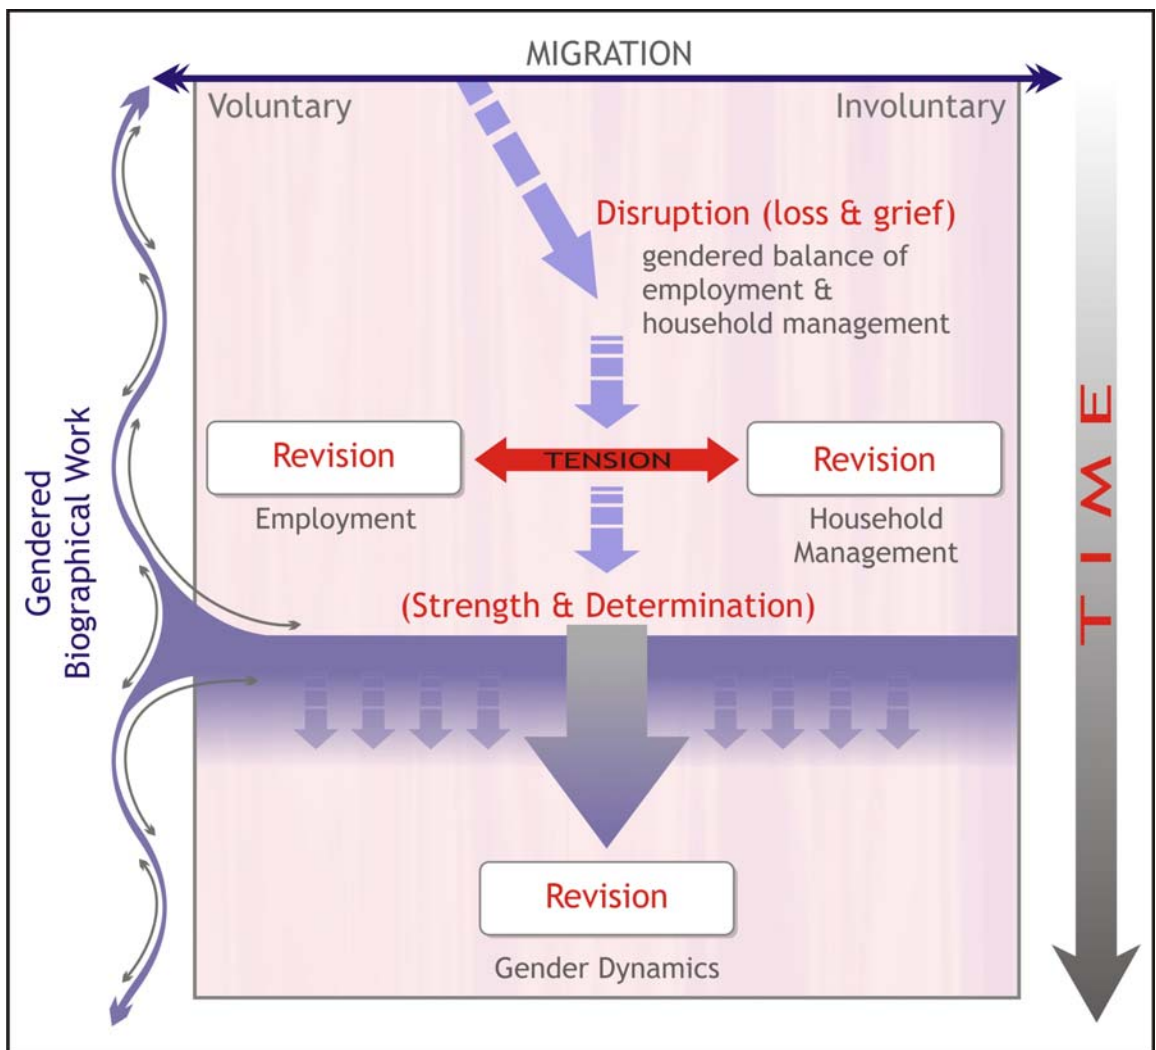 MIGRATION
Voluntary
Involuntary
Disruption (loss & grief)
gendered balance of
employment &
household management
TIME
Gendered
Biographical Work
Revision
TENSION
Revision
Employment
Household
Management
(Strength & Determination)
Revision
Gender Dynamics